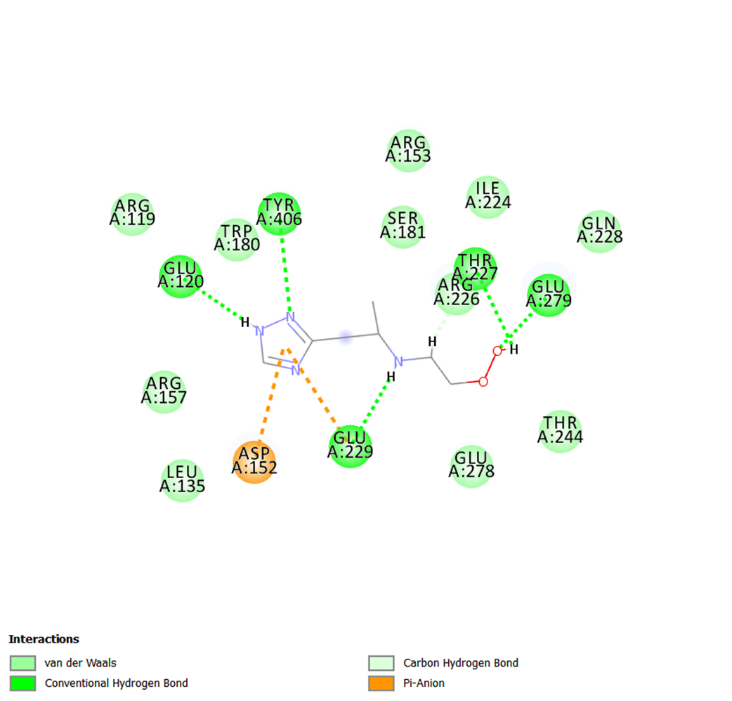 ARG
A:153
ILE
A:224
ARG
A:119
TYR
A:406
SER
A:181
GLN
A:228
TRP
A:180
THR
A:227
GLU
A:120
ARG
A:226
GLU
A:279
H
N
N
N
H
O
H
N
H
O
ARG
A:157
GLU
A:229
THR
A:244
ASP
A:152
GLU
A:278
LEU
A:135
Interactions
van der Waals
Conventional Hydrogen Bond
Carbon Hydrogen Bond
Pi-Anion